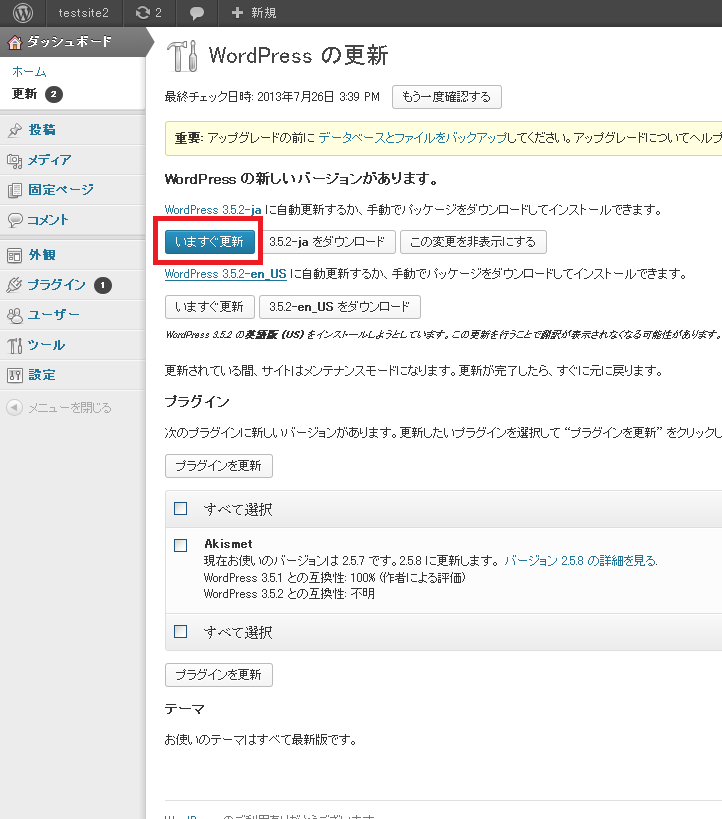 testsite2 2 + 新規
ダッシュボード
ホーム
更新 2
投稿
メディア
固定ページ
コメント
外観
プラグイン 1
ユーザー
ツール
設定
メニューを閉じる
WordPress の更新
最終チェック日時: 2013年7月26日 3:39 PM もう一度確認する
重要: アップグレードの前に データベースとファイルをバックアップしてください。アップグレードについてヘルプ
WordPress の新しいバージョンがあります。
WordPress 3.5.2-ja に自動更新するか、手動でパッケージをダウンロードしてインストールできます。
いますぐ更新 3.5.2-ja をダウンロード この変更を非表示にする
WordPress 3.5.2-en_US に自動更新するか、手動でパッケージをダウンロードしてインストールできます。
いますぐ更新 3.5.2-en_US をダウンロード
WordPress 3.5.2 の英語版 (US) をインストールしようとしています。この更新を行うことで翻訳が表示されなくなる可能性があります。
更新されている間、サイトはメンテナンスモードになります。更新が完了したら、すぐに元に戻ります。
プラグイン
次のプラグインに新しいバージョンがあります。更新したいプラグインを選択して “プラグインを更新” をクリックし
プラグインを更新
すべて選択
Akismet
現在お使いのバージョンは 2.5.7 です。2.5.8 に更新します。 バージョン 2.5.8 の詳細を見る.
WordPress 3.5.1 との互換性: 100% (作者による評価)
WordPress 3.5.2 との互換性: 不明
すべて選択
プラグインを更新
テーマ
お使いのテーマはすべて最新版です。